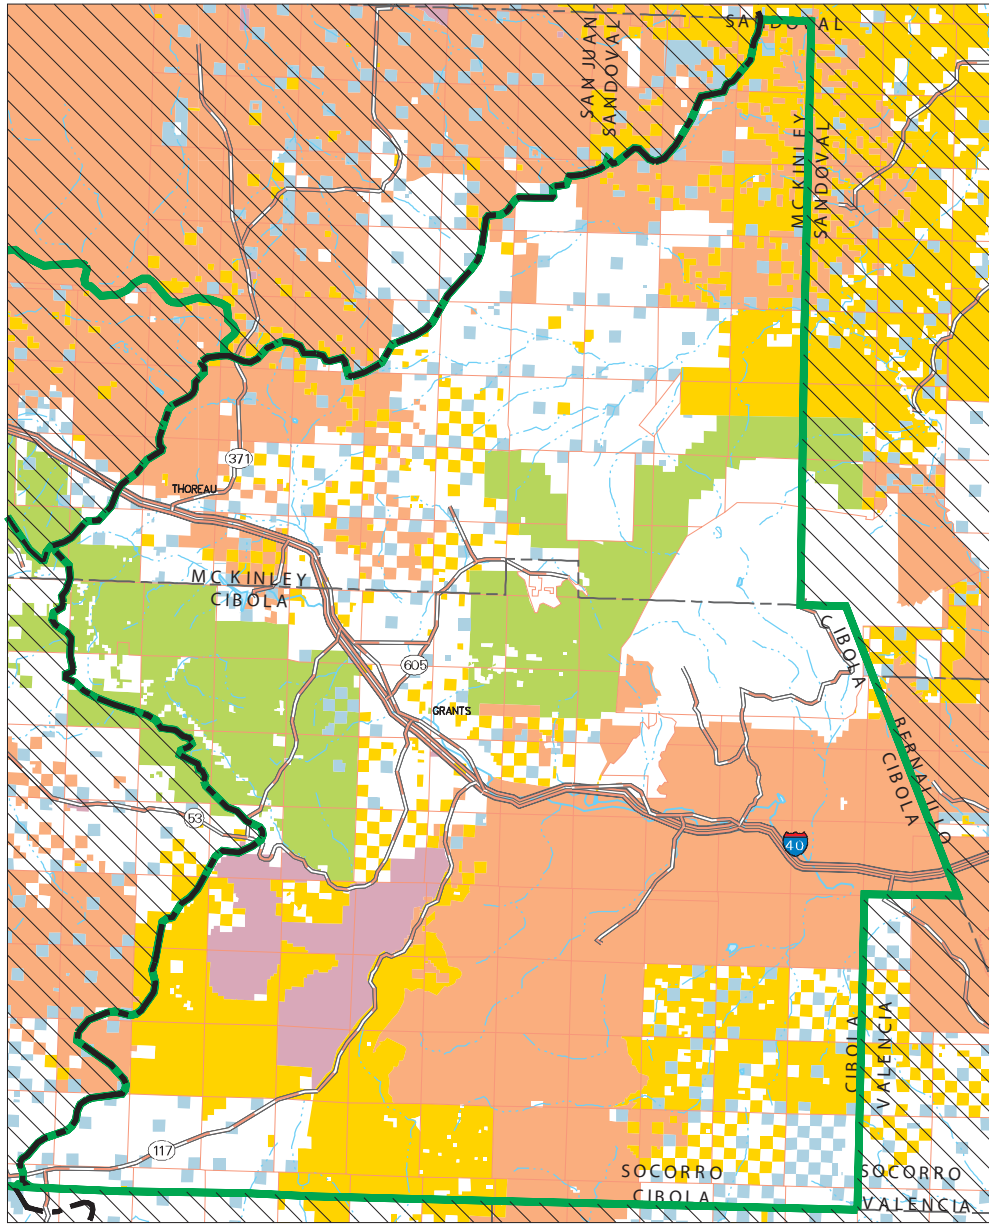 SANDOVAL
SAN JUAN
SANDOVAL
MC KINLEY
SANDOVAL
371
THOREAU
MC KINLEY
CIBOLA
605
GRANTS
CIBOLA
BERNALILLO
CIBOLA
53
40
CIBOLA
VALENCIA
117
SOCORRO
CIBOLA
SOCORRO
VALENCIA